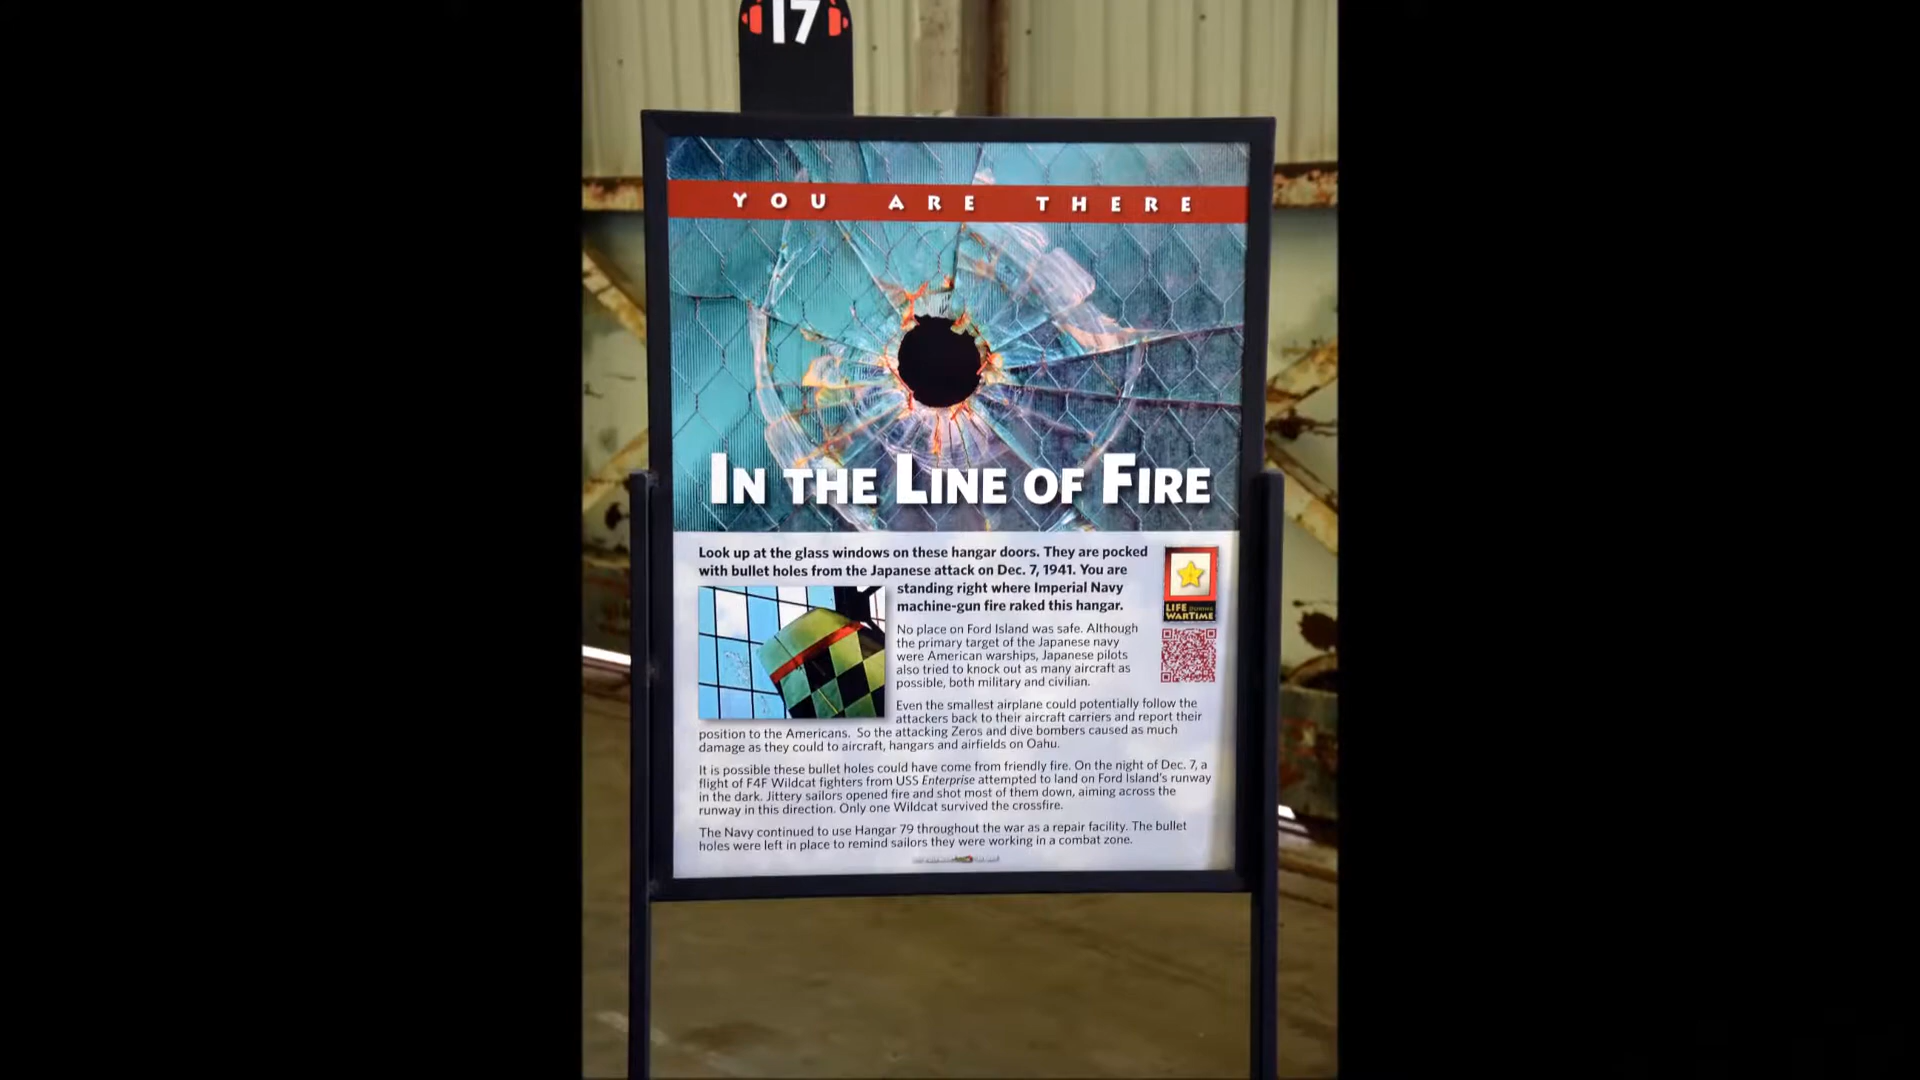 17
YOU ARE THERE
IN THE LINE OF FIRE
Look up at the glass windows on these hangar doors. They are pocked
with bullet holes from the Japanese attack on Dec. 7, 1941. You are
standing right where Imperial Navy
machine-gun fire raked this hangar.
LIFE DURING
WARTIME
No place on Ford Island was safe. Although
the primary target of the Japanese navy
were American warships, Japanese pilots
also tried to knock out as many aircraft as
possible, both military and civilian.
Even the smallest airplane could potentially follow the
attackers back to their aircraft carriers and report their
position to the Americans. So the attacking Zeros and dive bombers caused as much
damage as they could to aircraft, hangars and airfields on Oahu.
It is possible these bullet holes could have come from friendly fire. On the night of Dec. 7, a
flight of F4F Wildcat fighters from USS Enterprise attempted to land on Ford Island's runway
in the dark. Jittery sailors opened fire and shot most of them down, aiming across the
runway in this direction. Only one Wildcat survived the crossfire.
The Navy continued to use Hangar 79 throughout the war as a repair facility. The bullet
holes were left in place to remind sailors they were working in a combat zone.